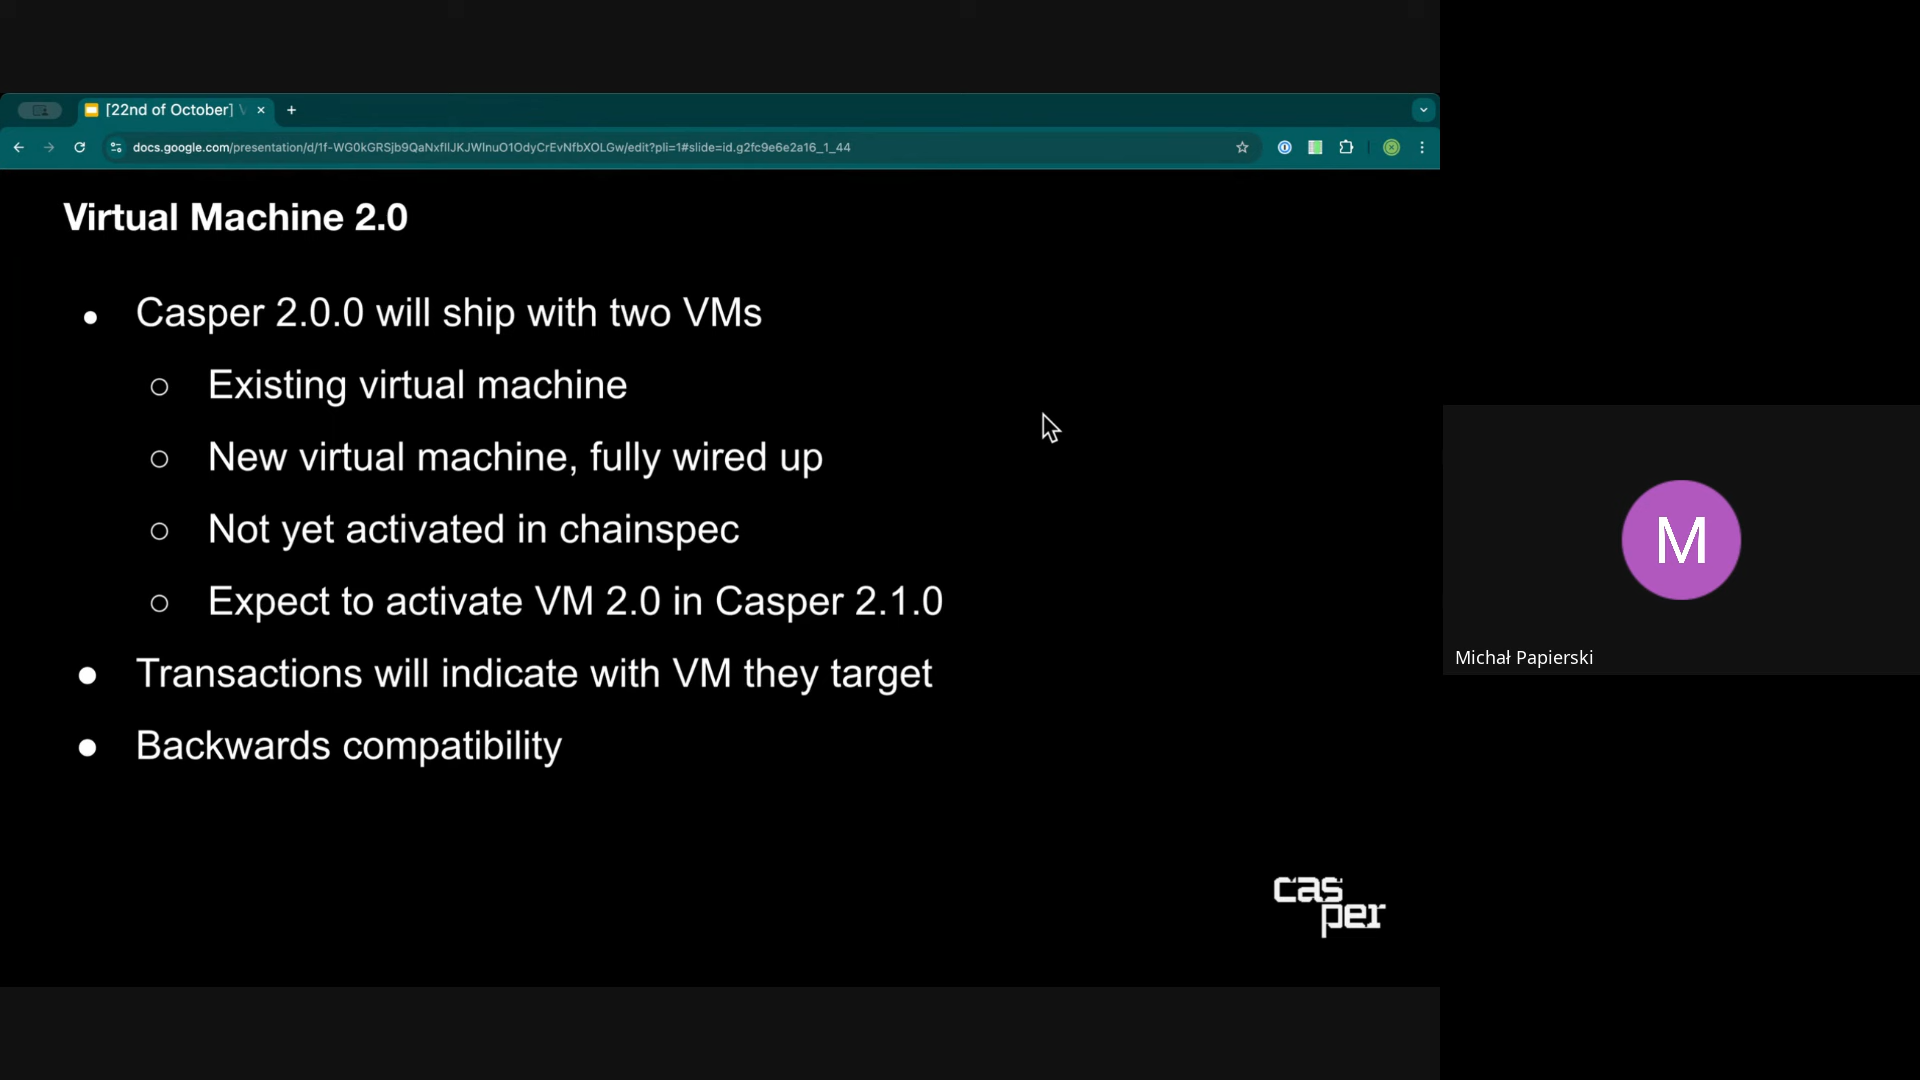 [22nd of October]
docs.google.com/presentation/d/1f-WG0kGRSjb9QaNxfIlJKJWlnuO1OdyCrEvNfbXOLGw/edit?pli=1#slide=id.g2fc9e6e2a16_1_44
Virtual Machine 2.0
● Casper 2.0.0 will ship with two VMs
○ Existing virtual machine
○ New virtual machine, fully wired up
○ Not yet activated in chainspec
○ Expect to activate VM 2.0 in Casper 2.1.0
● Transactions will indicate with VM they target
● Backwards compatibility
cas
per
M
Michał Papierski